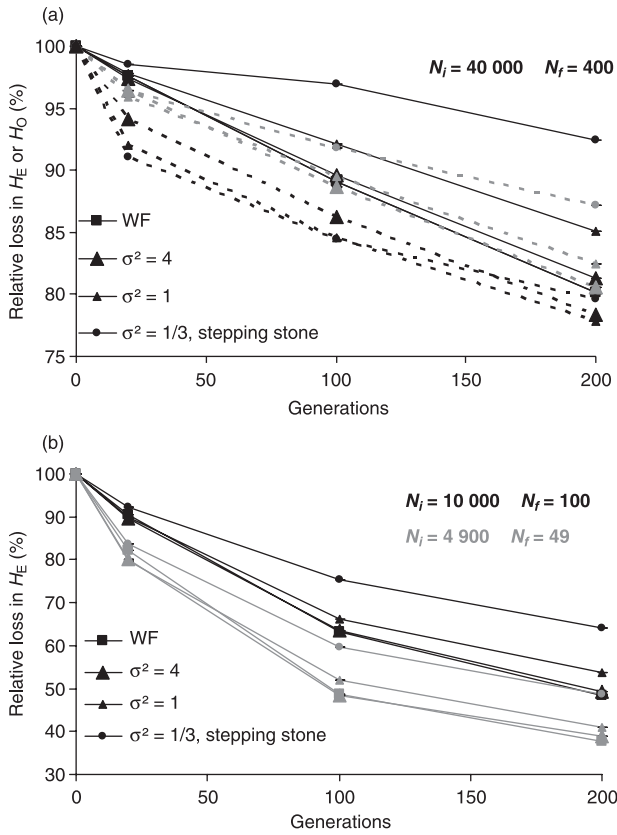 (a)
100
95
90
85
80
75
Relative loss in H_E or H_O (%)
N_i = 40 000 N_f = 400
WF
σ² = 4
σ² = 1
σ² = 1/3, stepping stone
0 50 100 150 200
Generations
(b)
100
90
80
70
60
50
40
30
Relative loss in H_E (%)
N_i = 10 000 N_f = 100
N_i = 4 900 N_f = 49
WF
σ² = 4
σ² = 1
σ² = 1/3, stepping stone
0 50 100 150 200
Generations